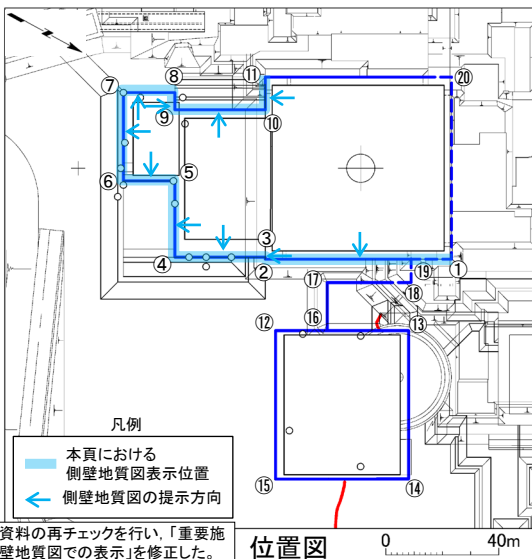 ⑦
⑧
⑪
⑳
⑨
⑩
⑥
⑤
③
④
②
⑲
①
⑰
⑱
⑫
⑯
⑬
⑮
⑭
凡例
本頁における
側壁地質図表示位置
側壁地質図の提示方向
資料の再チェックを行い,「重要施
壁地質図での表示」を修正した。
位置図
0 40m